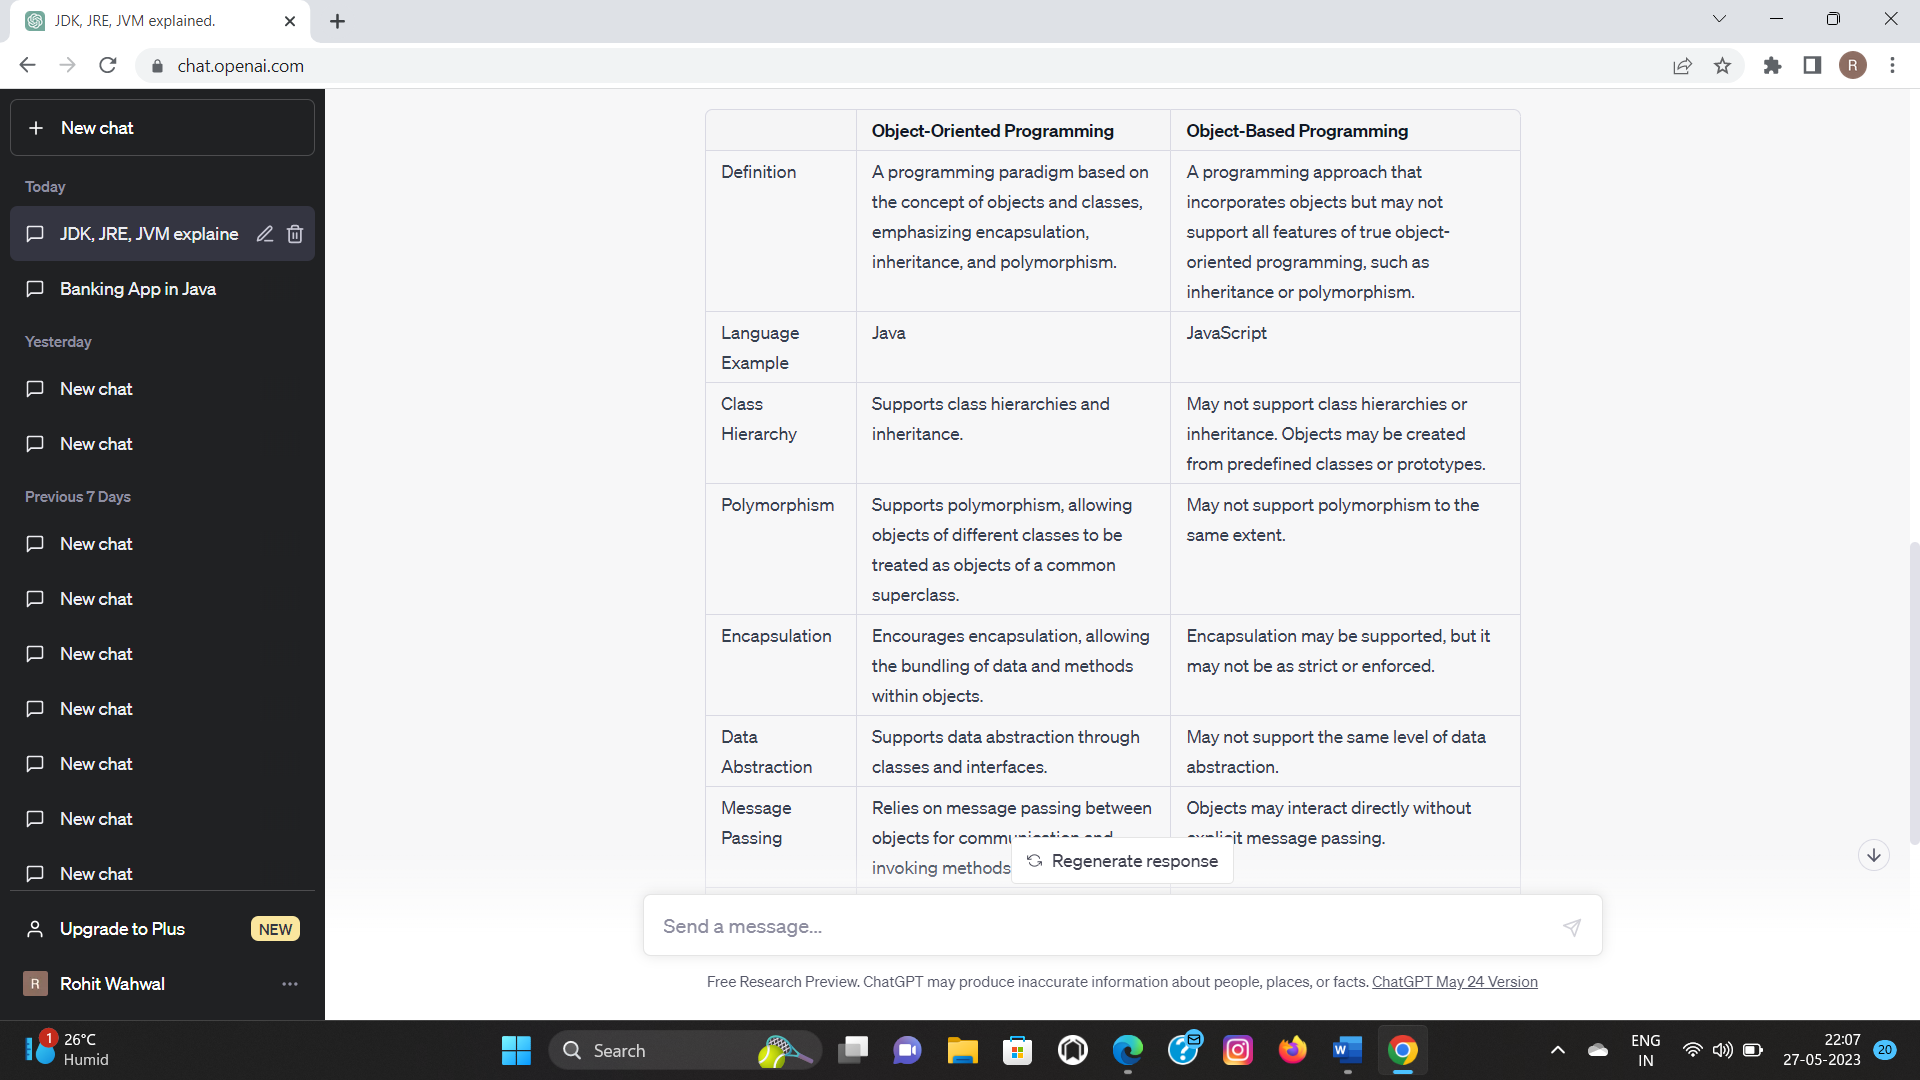 JDK, JRE, JVM explained.
chat.openai.com
R
New chat
Today
JDK, JRE, JVM explaine
Banking App in Java
Yesterday
New chat
New chat
Previous 7 Days
New chat
New chat
New chat
New chat
New chat
New chat
New chat
Upgrade to Plus NEW
R Rohit Wahwal
Object-Oriented Programming Object-Based Programming
Definition
A programming paradigm based on
the concept of objects and classes,
emphasizing encapsulation,
inheritance, and polymorphism.
A programming approach that
incorporates objects but may not
support all features of true object-
oriented programming, such as
inheritance or polymorphism.
Language
Example
Java
JavaScript
Class
Hierarchy
Supports class hierarchies and
inheritance.
May not support class hierarchies or
inheritance. Objects may be created
from predefined classes or prototypes.
Polymorphism
Supports polymorphism, allowing
objects of different classes to be
treated as objects of a common
superclass.
May not support polymorphism to the
same extent.
Encapsulation
Encourages encapsulation, allowing
the bundling of data and methods
within objects.
Encapsulation may be supported, but it
may not be as strict or enforced.
Data
Abstraction
Supports data abstraction through
classes and interfaces.
May not support the same level of data
abstraction.
Message
Passing
Relies on message passing between
objects for communication and
invoking methods
Objects may interact directly without
explicit message passing.
Regenerate response
Send a message...
Free Research Preview. ChatGPT may produce inaccurate information about people, places, or facts. ChatGPT May 24 Version
1
26°C
Humid
Search
W
ENG
IN
22:07
27-05-2023
20